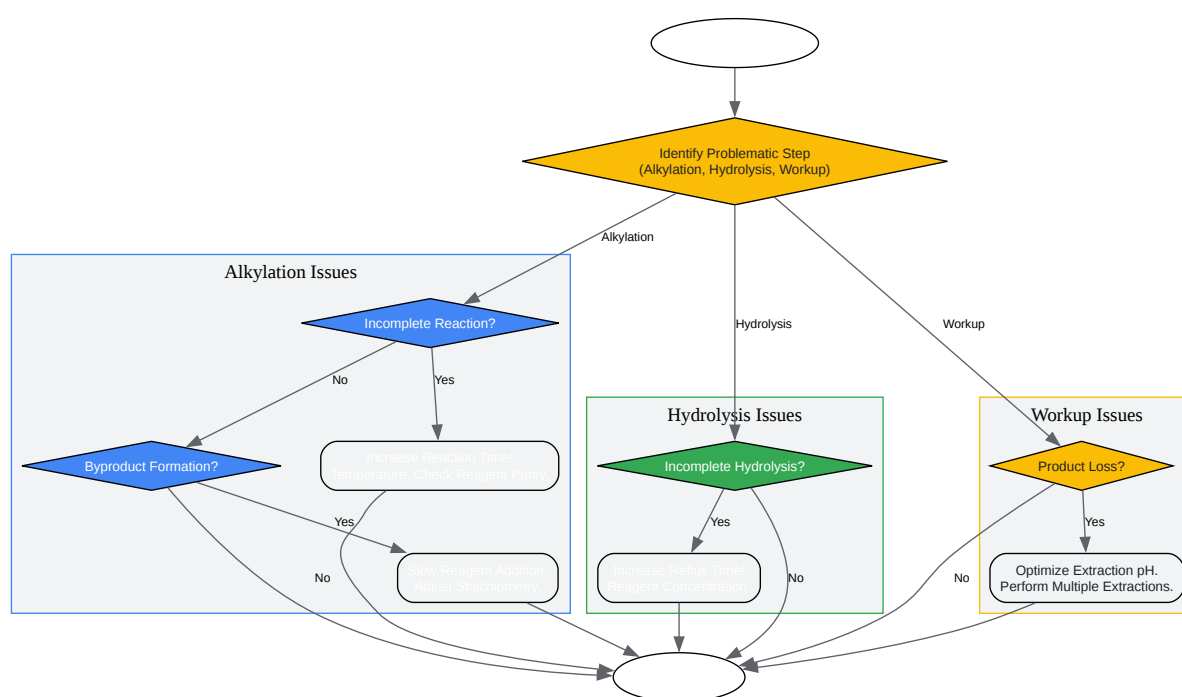 Identify Problematic Step
(Alkylation, Hydrolysis, Workup)
Alkylation
Hydrolysis
Workup
Alkylation Issues
Incomplete Reaction?
No
Yes
Byproduct Formation?
Increase Reaction Time/
Temperature. Check Reagent Purity.
Yes
No
Slow Reagent Addition.
Adjust Stoichiometry.
Hydrolysis Issues
Incomplete Hydrolysis?
Yes
No
Increase Reflux Time/
Reagent Concentration.
Workup Issues
Product Loss?
Yes
No
Optimize Extraction pH.
Perform Multiple Extractions.